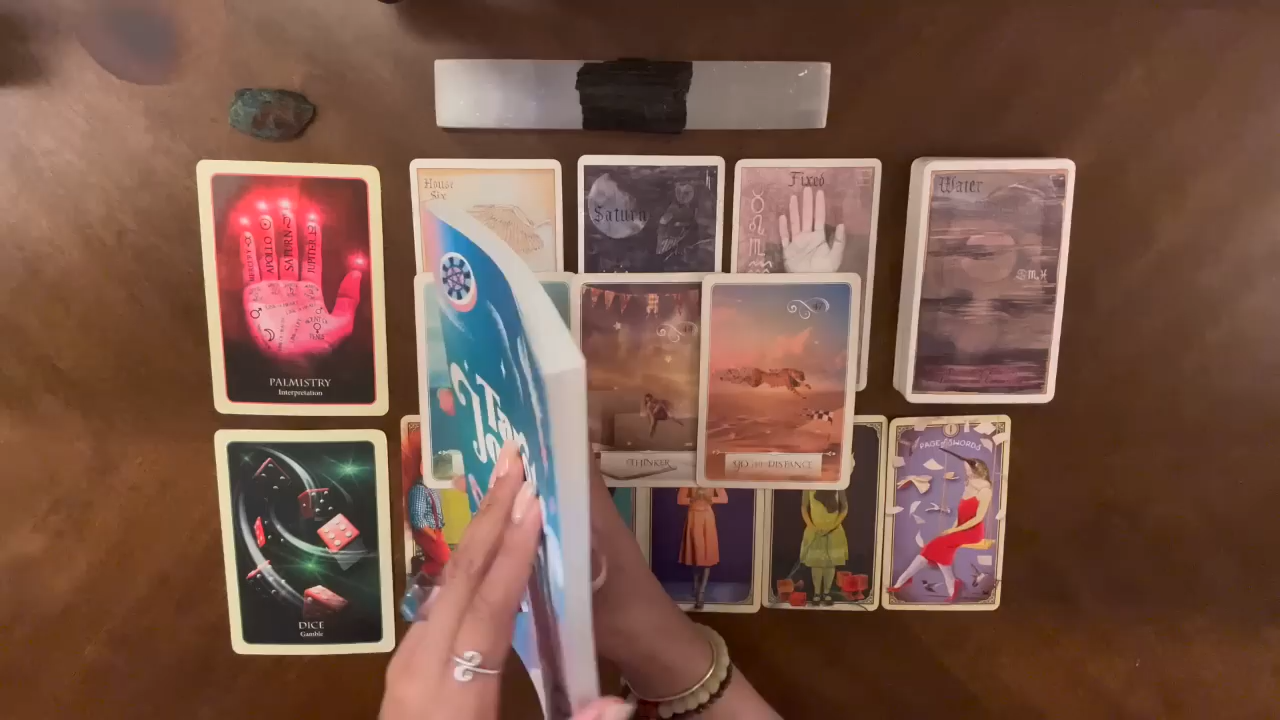 House
Six
Saturn
Fixed
Water
MERCURY
APOLLO
SATURN
JUPITER
PALMISTRY
Interpretation
THINKER
GO THE DISTANCE
PAGE of SWORDS
DICE
Gamble